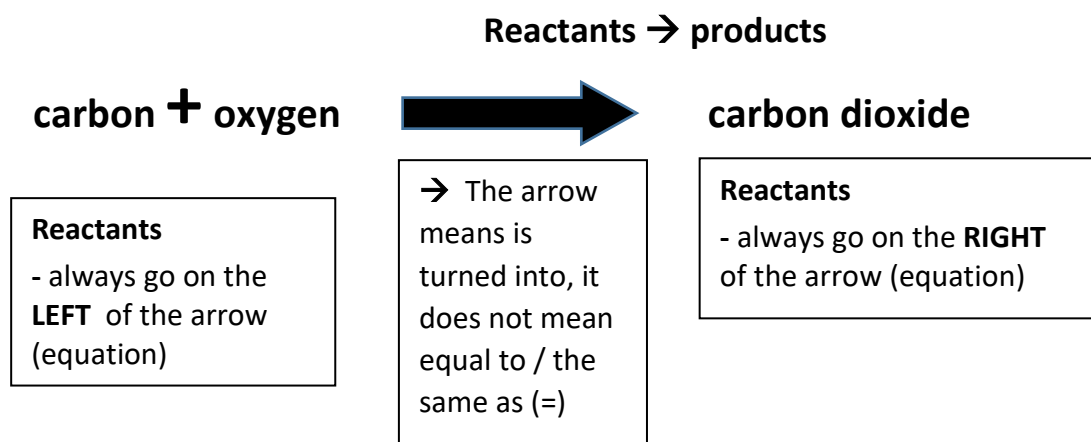 Reactants → products
carbon + oxygen
carbon dioxide
Reactants
- always go on the
LEFT of the arrow
(equation)
→ The arrow
means is
turned into, it
does not mean
equal to / the
same as (=)
Reactants
- always go on the RIGHT
of the arrow (equation)